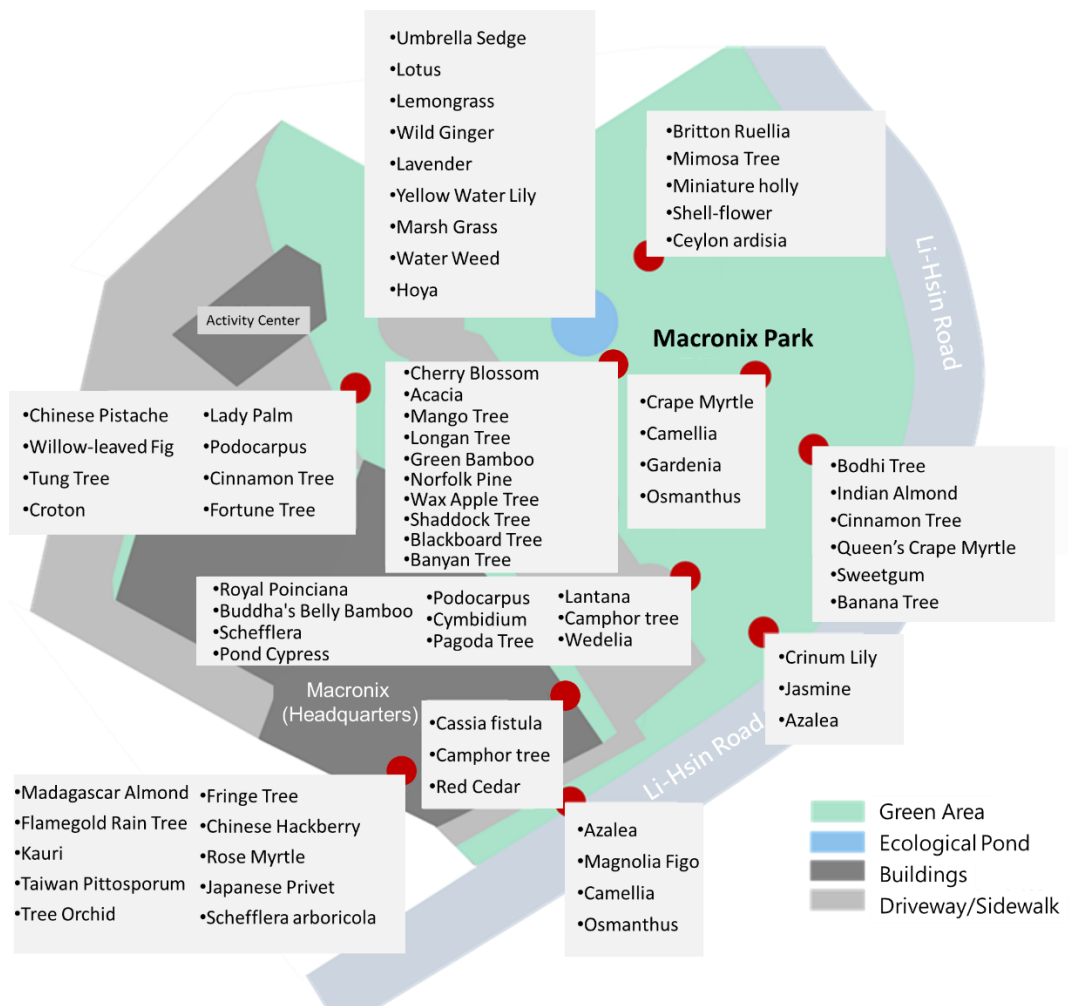 •Umbrella Sedge
•Lotus
•Lemongrass
•Wild Ginger
•Lavender
•Yellow Water Lily
•Marsh Grass
•Water Weed
•Hoya
•Britton Ruellia
•Mimosa Tree
•Miniature holly
•Shell-flower
•Ceylon ardisia
Li-Hsin Road
Activity Center
Macronix Park
•Chinese Pistache
•Willow-leaved Fig
•Tung Tree
•Croton
•Lady Palm
•Podocarpus
•Cinnamon Tree
•Fortune Tree
•Cherry Blossom
•Acacia
•Mango Tree
•Longan Tree
•Green Bamboo
•Norfolk Pine
•Wax Apple Tree
•Shaddock Tree
•Blackboard Tree
•Banyan Tree
•Crape Myrtle
•Camellia
•Gardenia
•Osmanthus
•Bodhi Tree
•Indian Almond
•Cinnamon Tree
•Queen's Crape Myrtle
•Sweetgum
•Banana Tree
•Royal Poinciana
•Buddha's Belly Bamboo
•Schefflera
•Pond Cypress
•Podocarpus
•Cymbidium
•Pagoda Tree
•Lantana
•Camphor tree
•Wedelia
•Crinum Lily
•Jasmine
•Azalea
Macronix
(Headquarters)
•Cassia fistula
•Camphor tree
•Red Cedar
Li-Hsin Road
•Madagascar Almond
•Flamegold Rain Tree
•Kauri
•Taiwan Pittosporum
•Tree Orchid
•Fringe Tree
•Chinese Hackberry
•Rose Myrtle
•Japanese Privet
•Schefflera arboricola
•Azalea
•Magnolia Figo
•Camellia
•Osmanthus
Green Area
Ecological Pond
Buildings
Driveway/Sidewalk